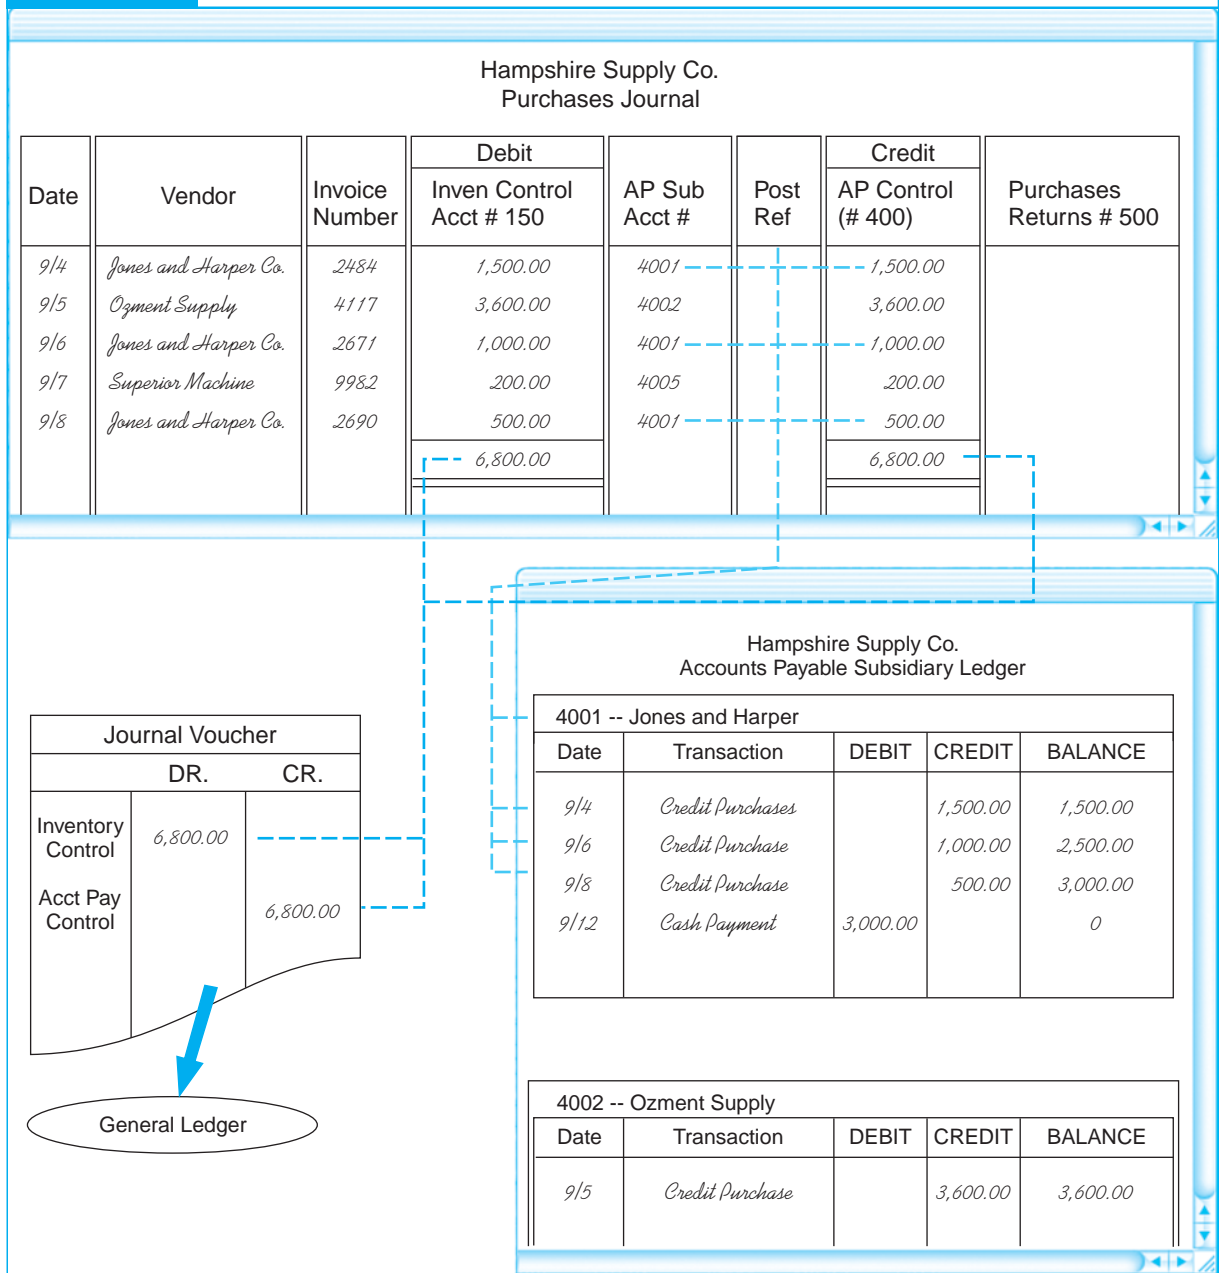 Hampshire Supply Co.
Purchases Journal
Debit
Credit
Date Vendor Invoice Number Inven Control Acct # 150 AP Sub Acct # Post Ref AP Control (# 400) Purchases Returns # 500
9/4 Jones and Harper Co. 2484 1,500.00 4001 1,500.00
9/5 Ozment Supply 4117 3,600.00 4002 3,600.00
9/6 Jones and Harper Co. 2671 1,000.00 4001 1,000.00
9/7 Superior Machine 9982 200.00 4005 200.00
9/8 Jones and Harper Co. 2690 500.00 4001 500.00
6,800.00 6,800.00
Journal Voucher
DR. CR.
Inventory Control 6,800.00
Acct Pay Control 6,800.00
General Ledger
Hampshire Supply Co.
Accounts Payable Subsidiary Ledger
4001 -- Jones and Harper
Date Transaction DEBIT CREDIT BALANCE
9/4 Credit Purchases 1,500.00 1,500.00
9/6 Credit Purchase 1,000.00 2,500.00
9/8 Credit Purchase 500.00 3,000.00
9/12 Cash Payment 3,000.00 0
4002 -- Ozment Supply
Date Transaction DEBIT CREDIT BALANCE
9/5 Credit Purchase 3,600.00 3,600.00